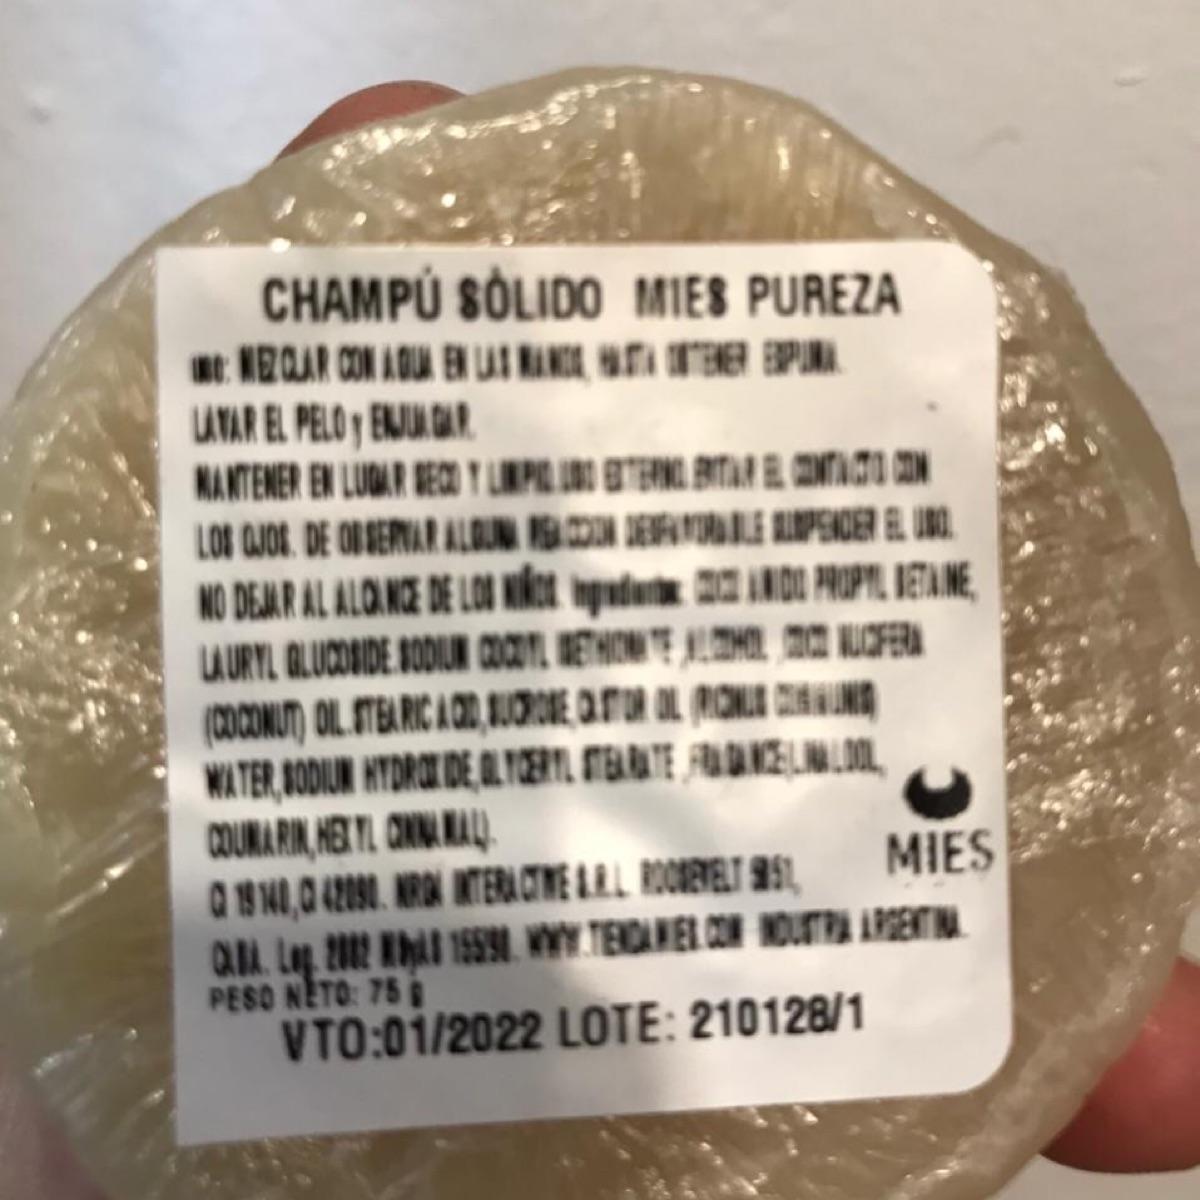 CHAMPÚ SÒLIDO MIES PUREZA
MEZCLAR CON AGUA EN LAS MANOS, HASTA OBTENER ESPUMA.
LAVAR EL PELO y ENJUAGAR.
MANTENER EN LUGAR SECO Y LIMPIO.USO EXTERNO.EVITAR EL CONTACTO CON
LOS OJOS. DE OBSERVAR ALGUNA REACCION DESFAVORABLE SUSPENDER EL USO.
NO DEJAR AL ALCANCE DE LOS NIÑOS. Ingredientes: COCO AMIDO PROPYL BETAINE,
LAURYL GLUCOSIDE.SODIUM COCOYL ,ALCOHOL ,COCO NUCIFERA
(COCONUT) OIL.STEARIC ACID,SUCROSE,CASTOR OIL (RICINUS COMMUNIS)
WATER,SODIUM HYDROXIDE,GLYCERYL STEARATE ,FRAGANCE(LINALOOL,
COUMARIN,HEXYL CINNAMAL).
CI 19140,CI 42090. INTERACTIVE S.R.L. ROOSEVELT
CABA. Leg. WWW.TIENDAMIES.COM INDUSTRIA ARGENTINA.
MIES
PESO NETO: 75 g
VTO:01/2022 LOTE: 210128/1